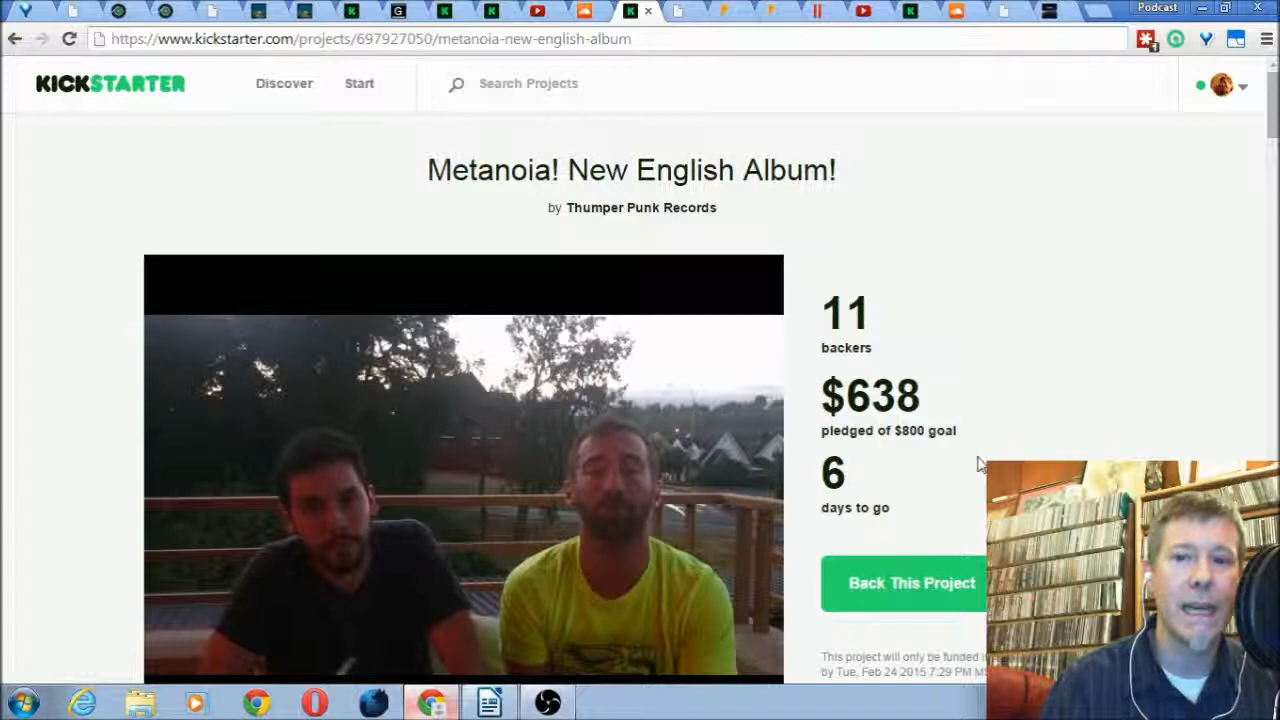 Podcast
https://www.kickstarter.com/projects/697927050/metanoia-new-english-album
KICKSTARTER
Discover
Start
Search Projects
Metanoia! New English Album!
by Thumper Punk Records
11
backers
$638
pledged of $800 goal
6
days to go
Back This Project
This project will only be funded
by Tue, Feb 24 2015 7:29 PM